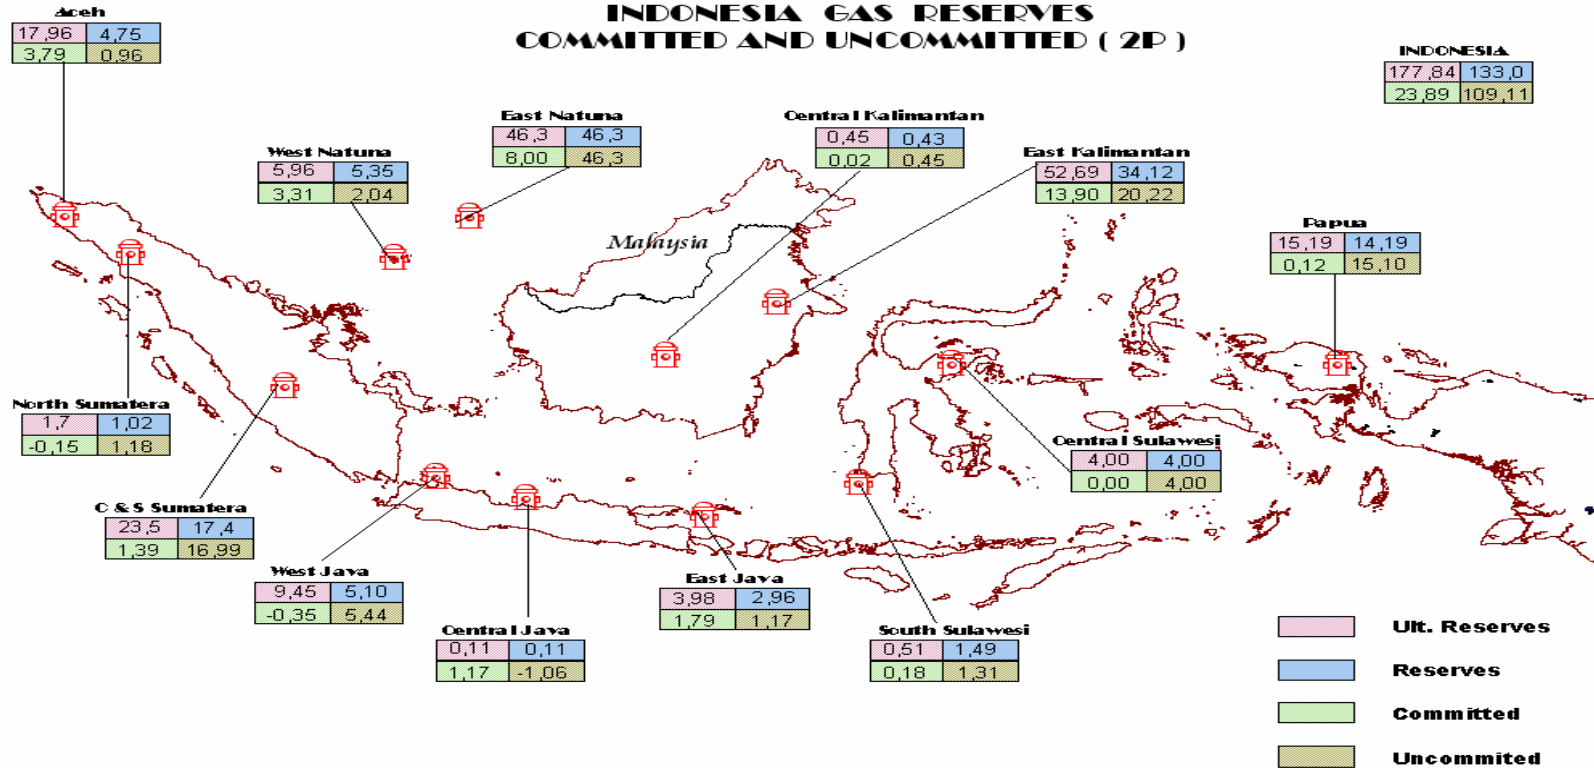 INDONESIA GAS RESERVES
COMMITTED AND UNCOMMITTED ( 2P )
Aceh
17,96 4,75
3,79 0,96
INDONESIA
177,84 133,0
23,89 109,11
East Natuna
46,3 46,3
8,00 46,3
Central Kalimantan
0,45 0,43
0,02 0,45
West Natuna
5,96 5,35
3,31 2,04
East Kalimantan
52,69 34,12
13,90 20,22
Papua
15,19 14,19
0,12 15,10
Malaysia
North Sumatera
1,7 1,02
-0,15 1,18
Central Sulawesi
4,00 4,00
0,00 4,00
C & S Sumatera
23,5 17,4
1,39 16,99
West Java
9,45 5,10
-0,35 5,44
East Java
3,98 2,96
1,79 1,17
Central Java
0,11 0,11
1,17 -1,06
South Sulawesi
0,51 1,49
0,18 1,31
Ult. Reserves
Reserves
Committed
Uncommited